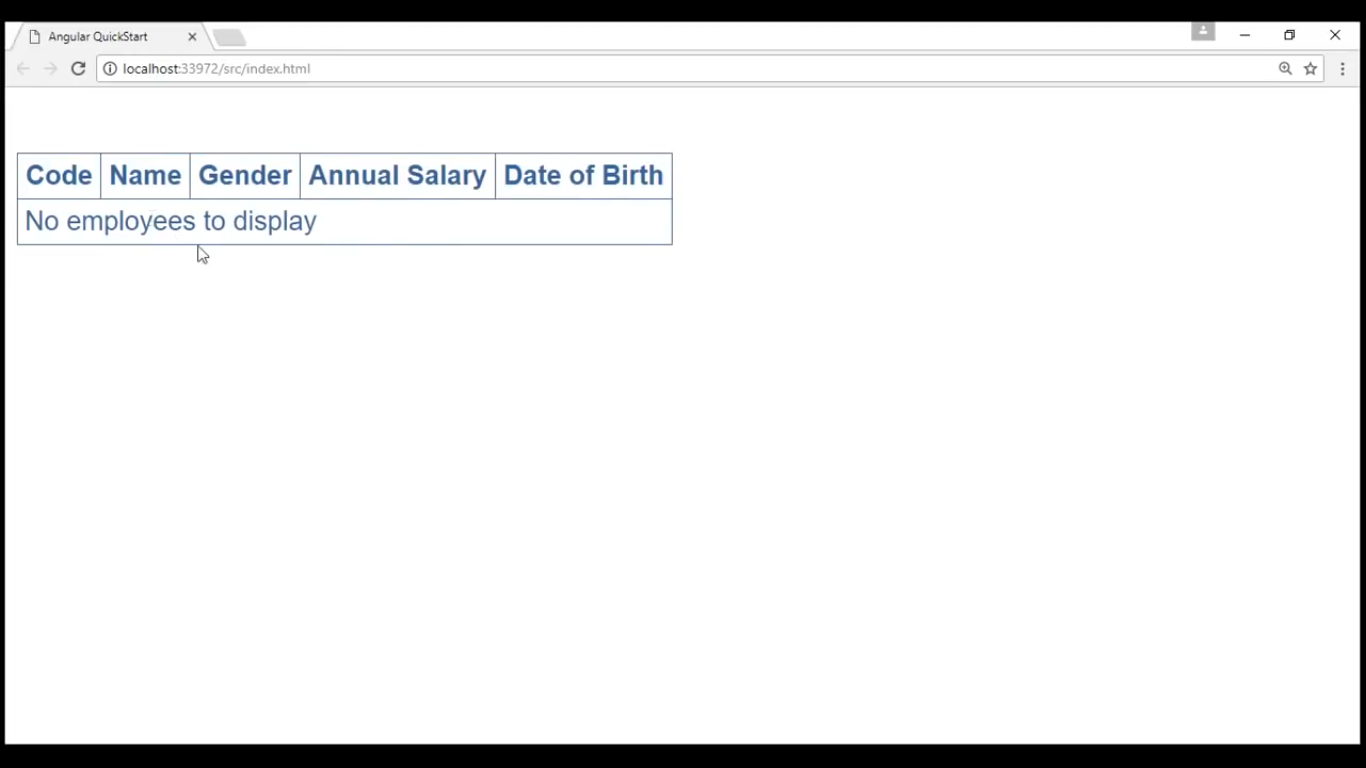 Angular QuickStart
localhost:33972/src/index.html
Code Name Gender Annual Salary Date of Birth
No employees to display